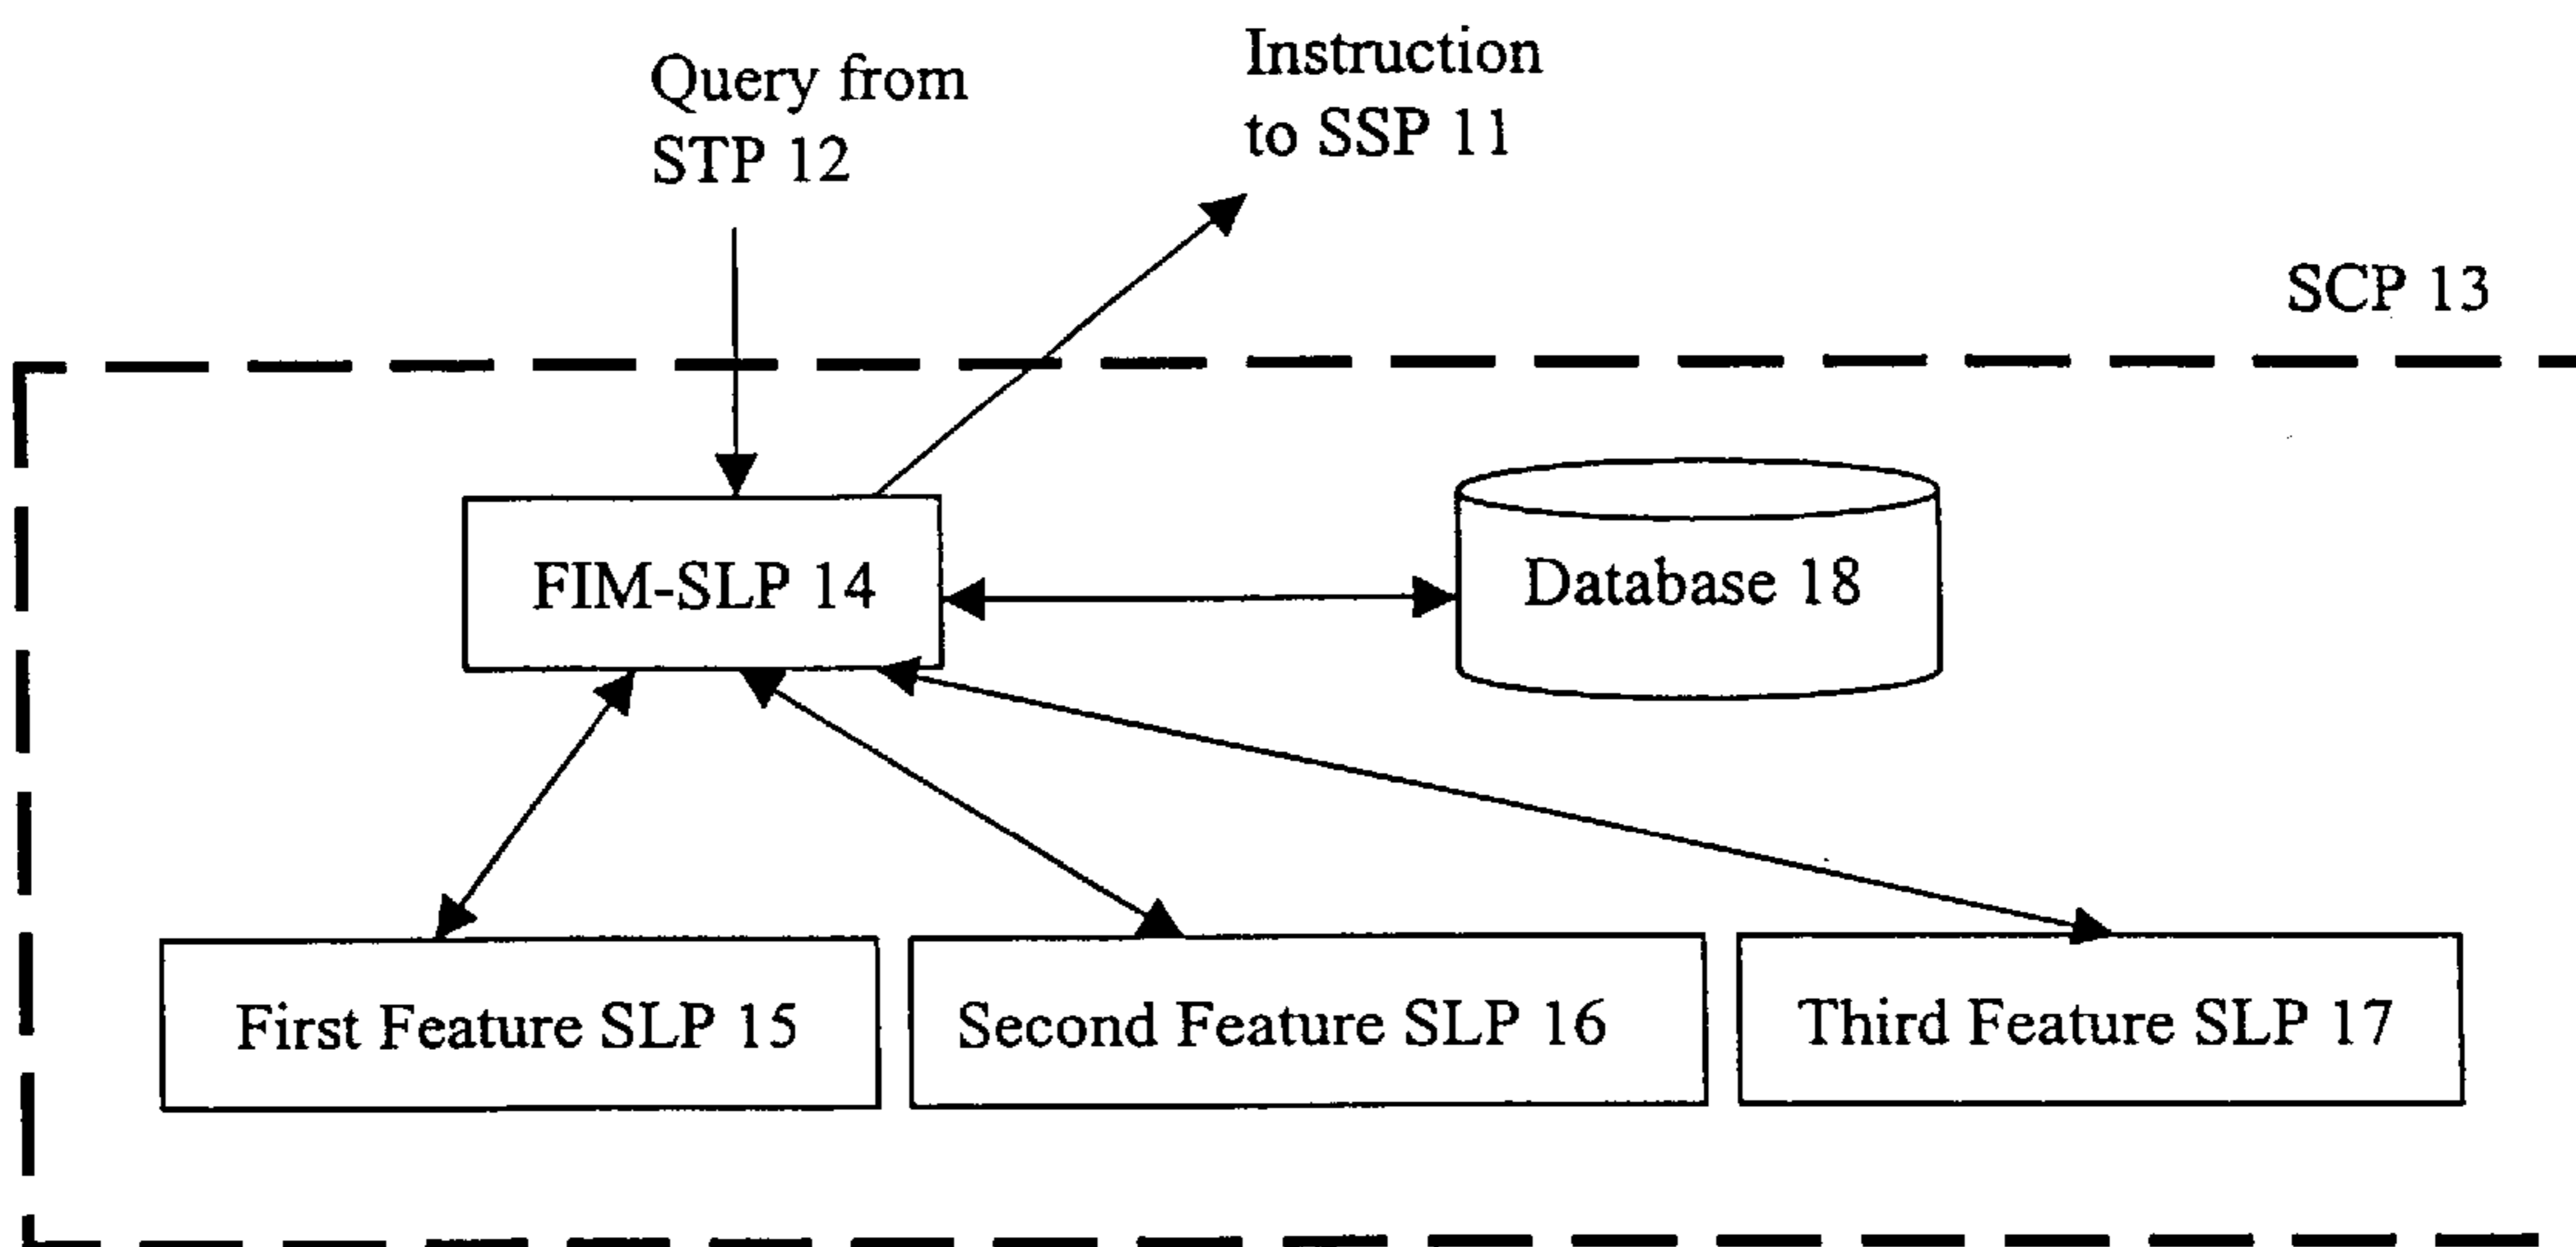 Query from
STP 12
Instruction
to SSP 11
SCP 13
FIM-SLP 14
Database 18
First Feature SLP 15
Second Feature SLP 16
Third Feature SLP 17